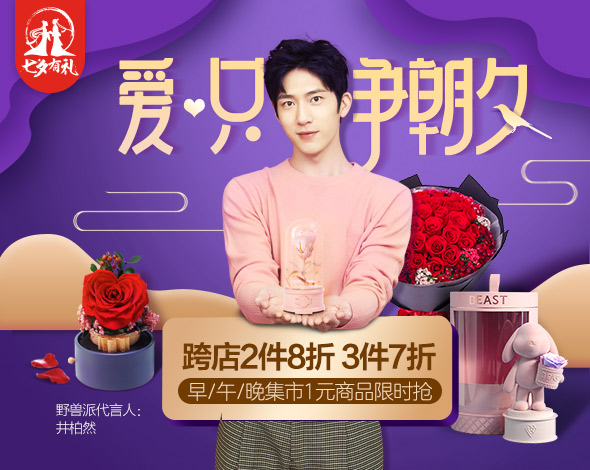 七夕有礼
爱只争朝夕
BEAST
跨店2件8折 3件7折
早/午/晚集市1元商品限时抢
野兽派代言人:
井柏然